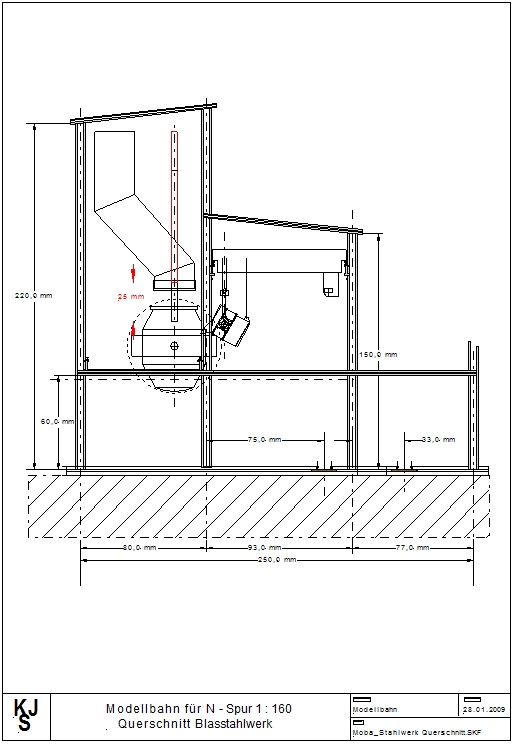 220,0 mm
25 mm
150,0 mm
60,0 mm
75,0 mm
33,0 mm
80,0 mm
93,0 mm
77,0 mm
250,0 mm
KJS
Modellbahn für N - Spur 1 : 160
Querschnitt Blasstahlwerk
Modellbahn
28.01.2009
Moba_Stahlwerk Querschnitt.SKF